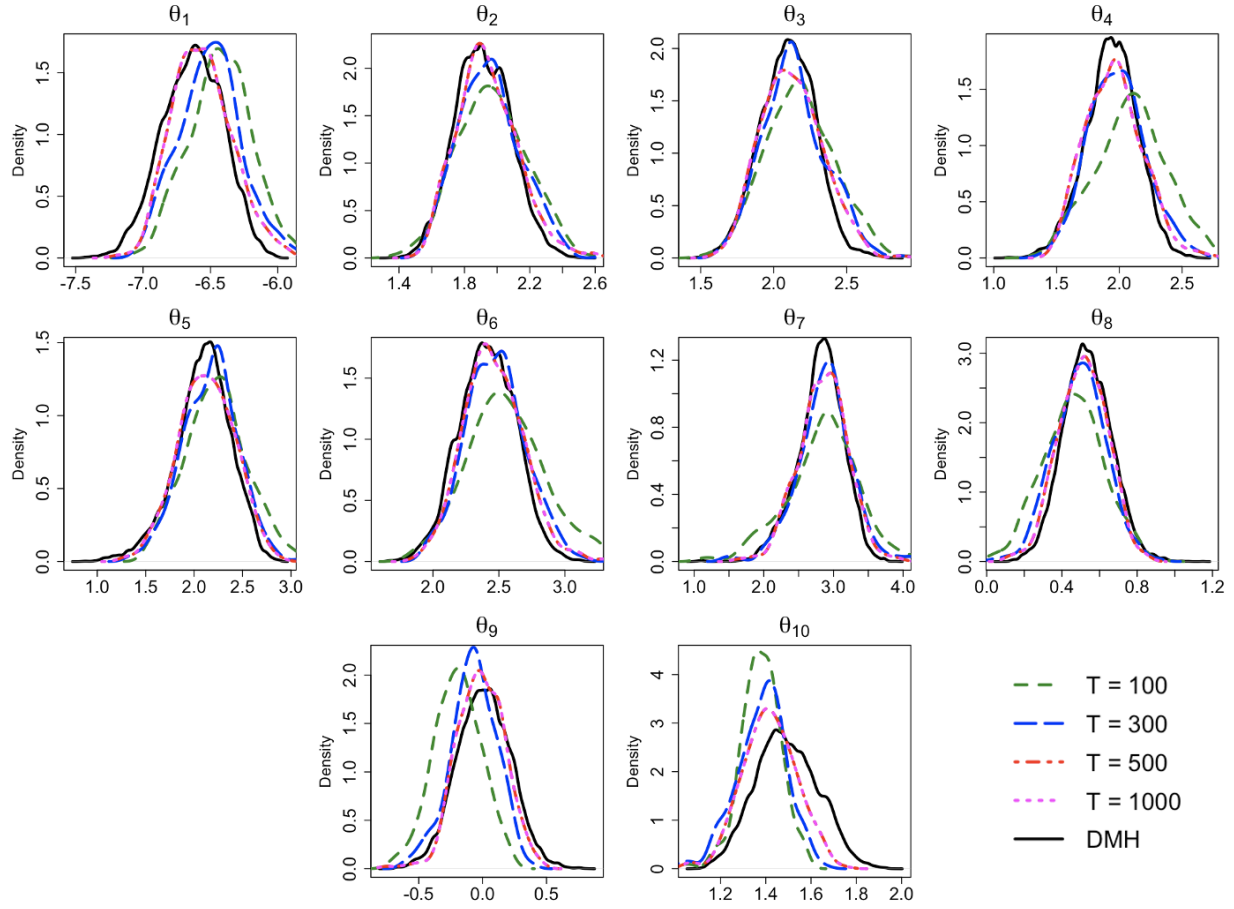 θ1 θ2 θ3 θ4
Density 0.0 0.5 1.0 1.5 -7.5 -7.0 -6.5 -6.0
Density 0.0 0.5 1.0 1.5 2.0 1.4 1.8 2.2 2.6
Density 0.0 0.5 1.0 1.5 2.0 1.5 2.0 2.5
Density 0.0 0.5 1.0 1.5 1.0 1.5 2.0 2.5
θ5 θ6 θ7 θ8
Density 0.0 0.5 1.0 1.5 1.0 1.5 2.0 2.5 3.0
Density 0.0 0.5 1.0 1.5 2.0 2.5 3.0
Density 0.0 0.4 0.8 1.2 1.0 2.0 3.0 4.0
Density 0.0 1.0 2.0 3.0 0.0 0.4 0.8 1.2
θ9 θ10
Density 0.0 0.5 1.0 1.5 2.0 -0.5 0.0 0.5
Density 0 1 2 3 4 1.2 1.4 1.6 1.8 2.0
T = 100
T = 300
T = 500
T = 1000
DMH